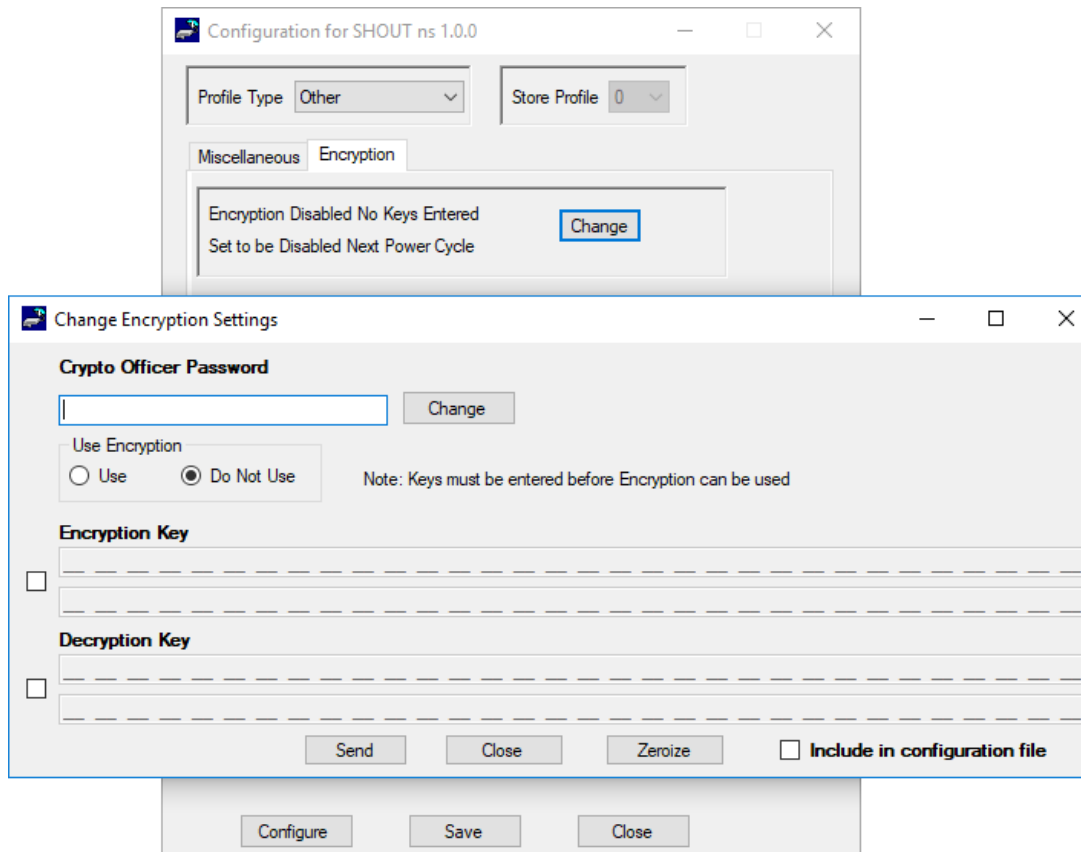 Configuration for SHOUT ns 1.0.0
Profile Type Other Store Profile 0
Miscellaneous Encryption
Encryption Disabled No Keys Entered
Change
Set to be Disabled Next Power Cycle
Change Encryption Settings
Crypto Officer Password
Change
Use Encryption
Use Do Not Use Note: Keys must be entered before Encryption can be used
Encryption Key
Decryption Key
Send Close Zeroize Include in configuration file
Configure Save Close